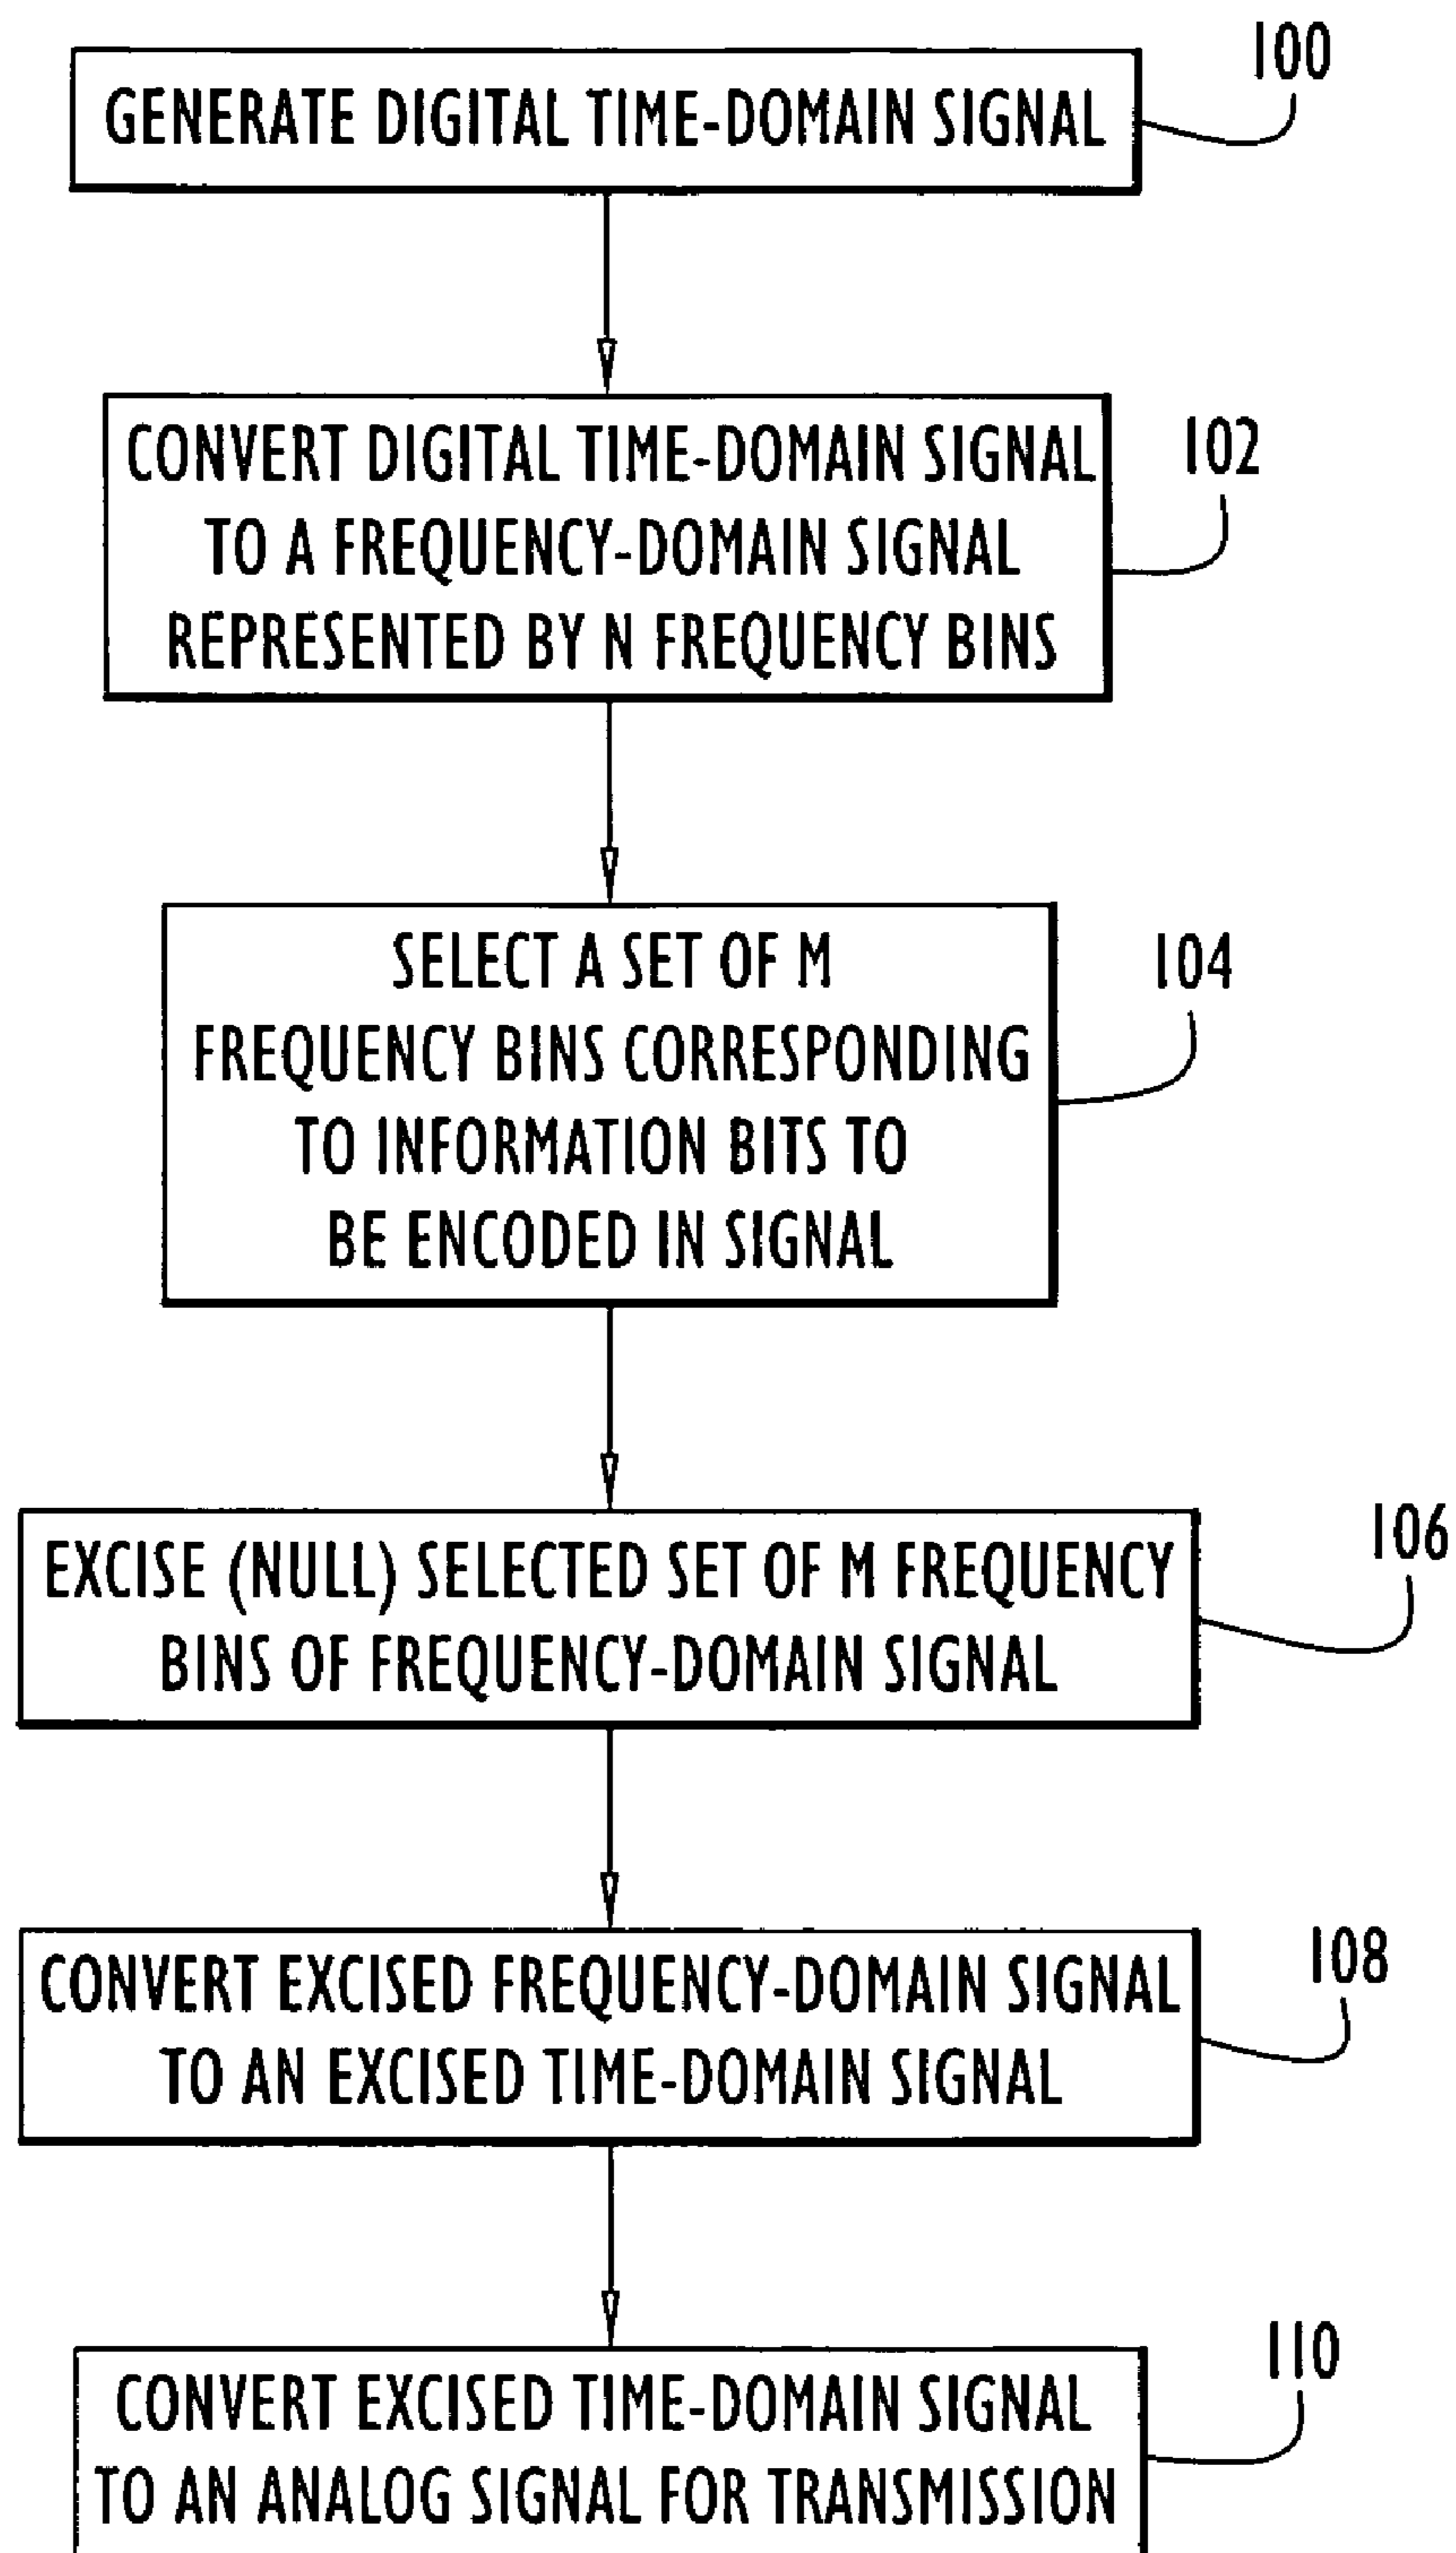 100
GENERATE DIGITAL TIME-DOMAIN SIGNAL
102
CONVERT DIGITAL TIME-DOMAIN SIGNAL
TO A FREQUENCY-DOMAIN SIGNAL
REPRESENTED BY N FREQUENCY BINS
104
SELECT A SET OF M
FREQUENCY BINS CORRESPONDING
TO INFORMATION BITS TO
BE ENCODED IN SIGNAL
106
EXCISE (NULL) SELECTED SET OF M FREQUENCY
BINS OF FREQUENCY-DOMAIN SIGNAL
108
CONVERT EXCISED FREQUENCY-DOMAIN SIGNAL
TO AN EXCISED TIME-DOMAIN SIGNAL
110
CONVERT EXCISED TIME-DOMAIN SIGNAL
TO AN ANALOG SIGNAL FOR TRANSMISSION